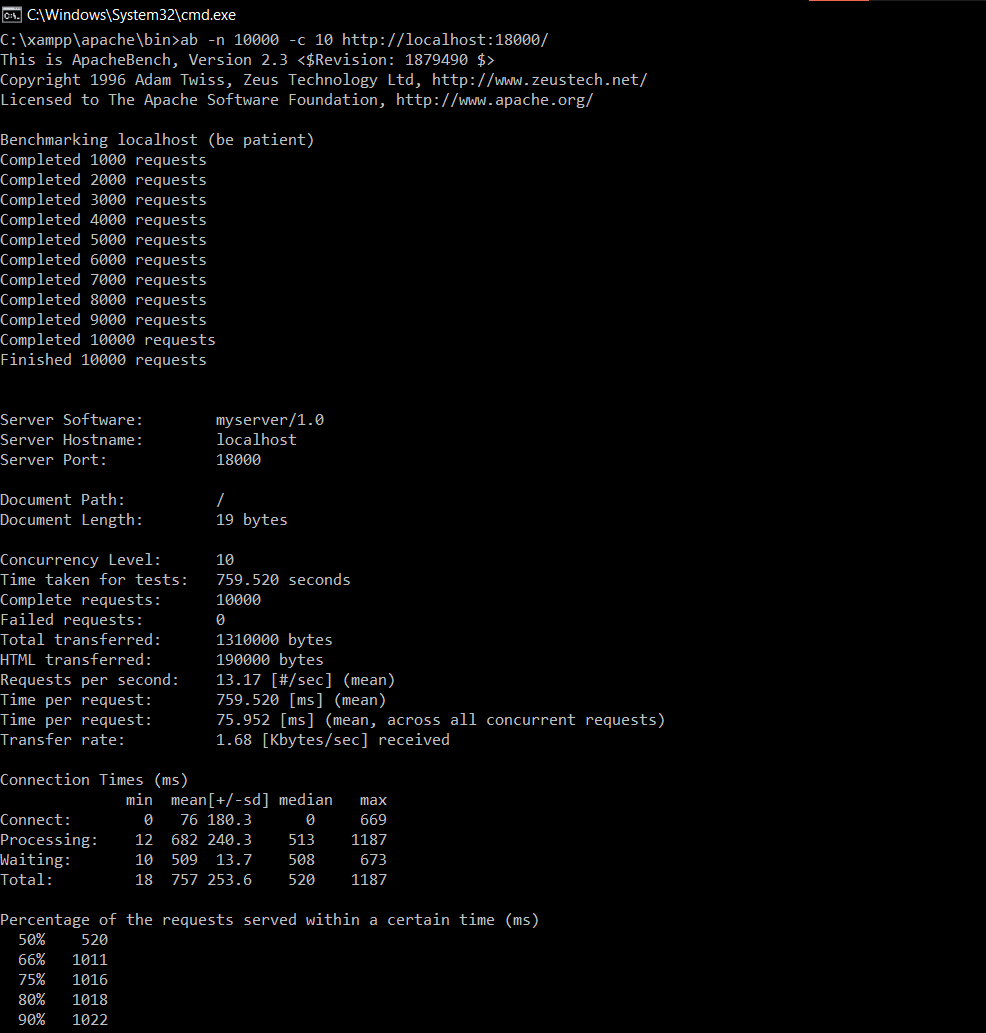 C:\Windows\System32\cmd.exe
C:\xampp\apache\bin>ab -n 10000 -c 10 http://localhost:18000/
This is ApacheBench, Version 2.3 <$Revision: 1879490 $>
Copyright 1996 Adam Twiss, Zeus Technology Ltd, http://www.zeustech.net/
Licensed to The Apache Software Foundation, http://www.apache.org/

Benchmarking localhost (be patient)
Completed 1000 requests
Completed 2000 requests
Completed 3000 requests
Completed 4000 requests
Completed 5000 requests
Completed 6000 requests
Completed 7000 requests
Completed 8000 requests
Completed 9000 requests
Completed 10000 requests
Finished 10000 requests


Server Software:        myserver/1.0
Server Hostname:        localhost
Server Port:            18000

Document Path:          /
Document Length:        19 bytes

Concurrency Level:      10
Time taken for tests:   759.520 seconds
Complete requests:      10000
Failed requests:        0
Total transferred:      1310000 bytes
HTML transferred:       190000 bytes
Requests per second:    13.17 [#/sec] (mean)
Time per request:       759.520 [ms] (mean)
Time per request:       75.952 [ms] (mean, across all concurrent requests)
Transfer rate:          1.68 [Kbytes/sec] received

Connection Times (ms)
              min  mean[+/-sd] median   max
Connect:        0   76 180.3      0     669
Processing:    12  682 240.3    513    1187
Waiting:       10  509  13.7    508     673
Total:         18  757 253.6    520    1187

Percentage of the requests served within a certain time (ms)
  50%    520
  66%   1011
  75%   1016
  80%   1018
  90%   1022